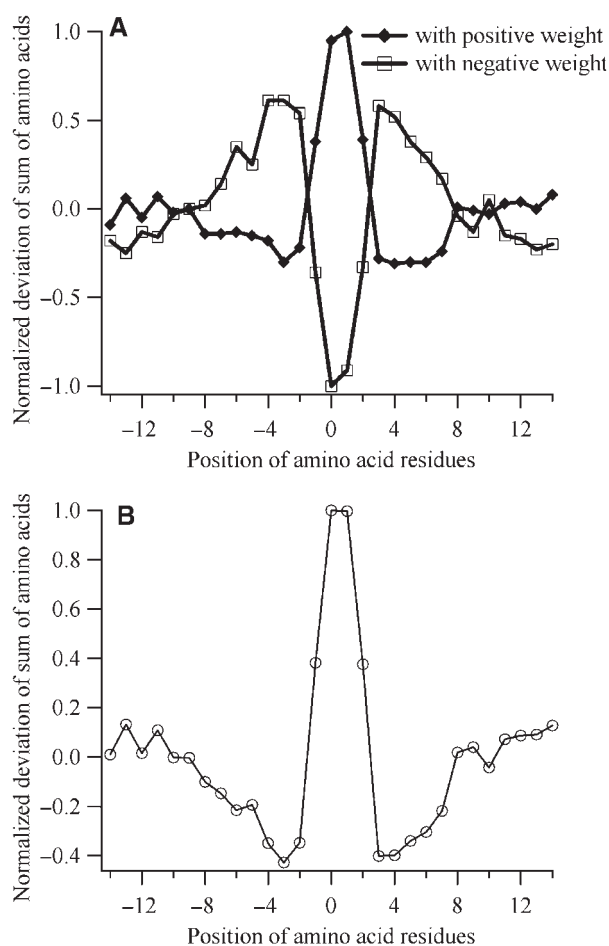 A
with positive weight
with negative weight
Normalized deviation of sum of amino acids
1.0
0.5
0.0
−0.5
−1.0
−12 −8 −4 0 4 8 12
Position of amino acid residues
B
Normalized deviation of sum of amino acids
1.0
0.8
0.6
0.4
0.2
0.0
−0.2
−0.4
−12 −8 −4 0 4 8 12
Position of amino acid residues